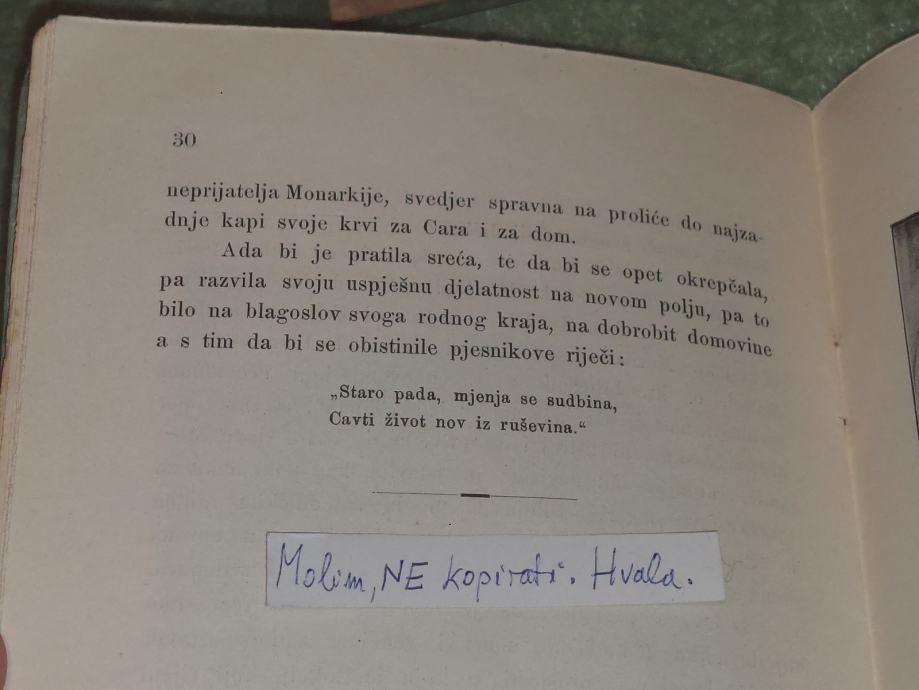 30
neprijatelja Monarkije, svedjer spravna na proliće do najza-
dnje kapi svoje krvi za Cara i za dom.
Ada bi je pratila sreća, te da bi se opet okrepčala,
pa razvila svoju uspješnu djelatnost na novom polju, pa to
bilo na blagoslov svoga rodnog kraja, na dobrobit domovine
a s tim da bi se obistinile pjesnikove riječi:
„Staro pada, mjenja se sudbina,
Cavti život nov iz ruševina.“
Molim, NE kopirati. Hvala.